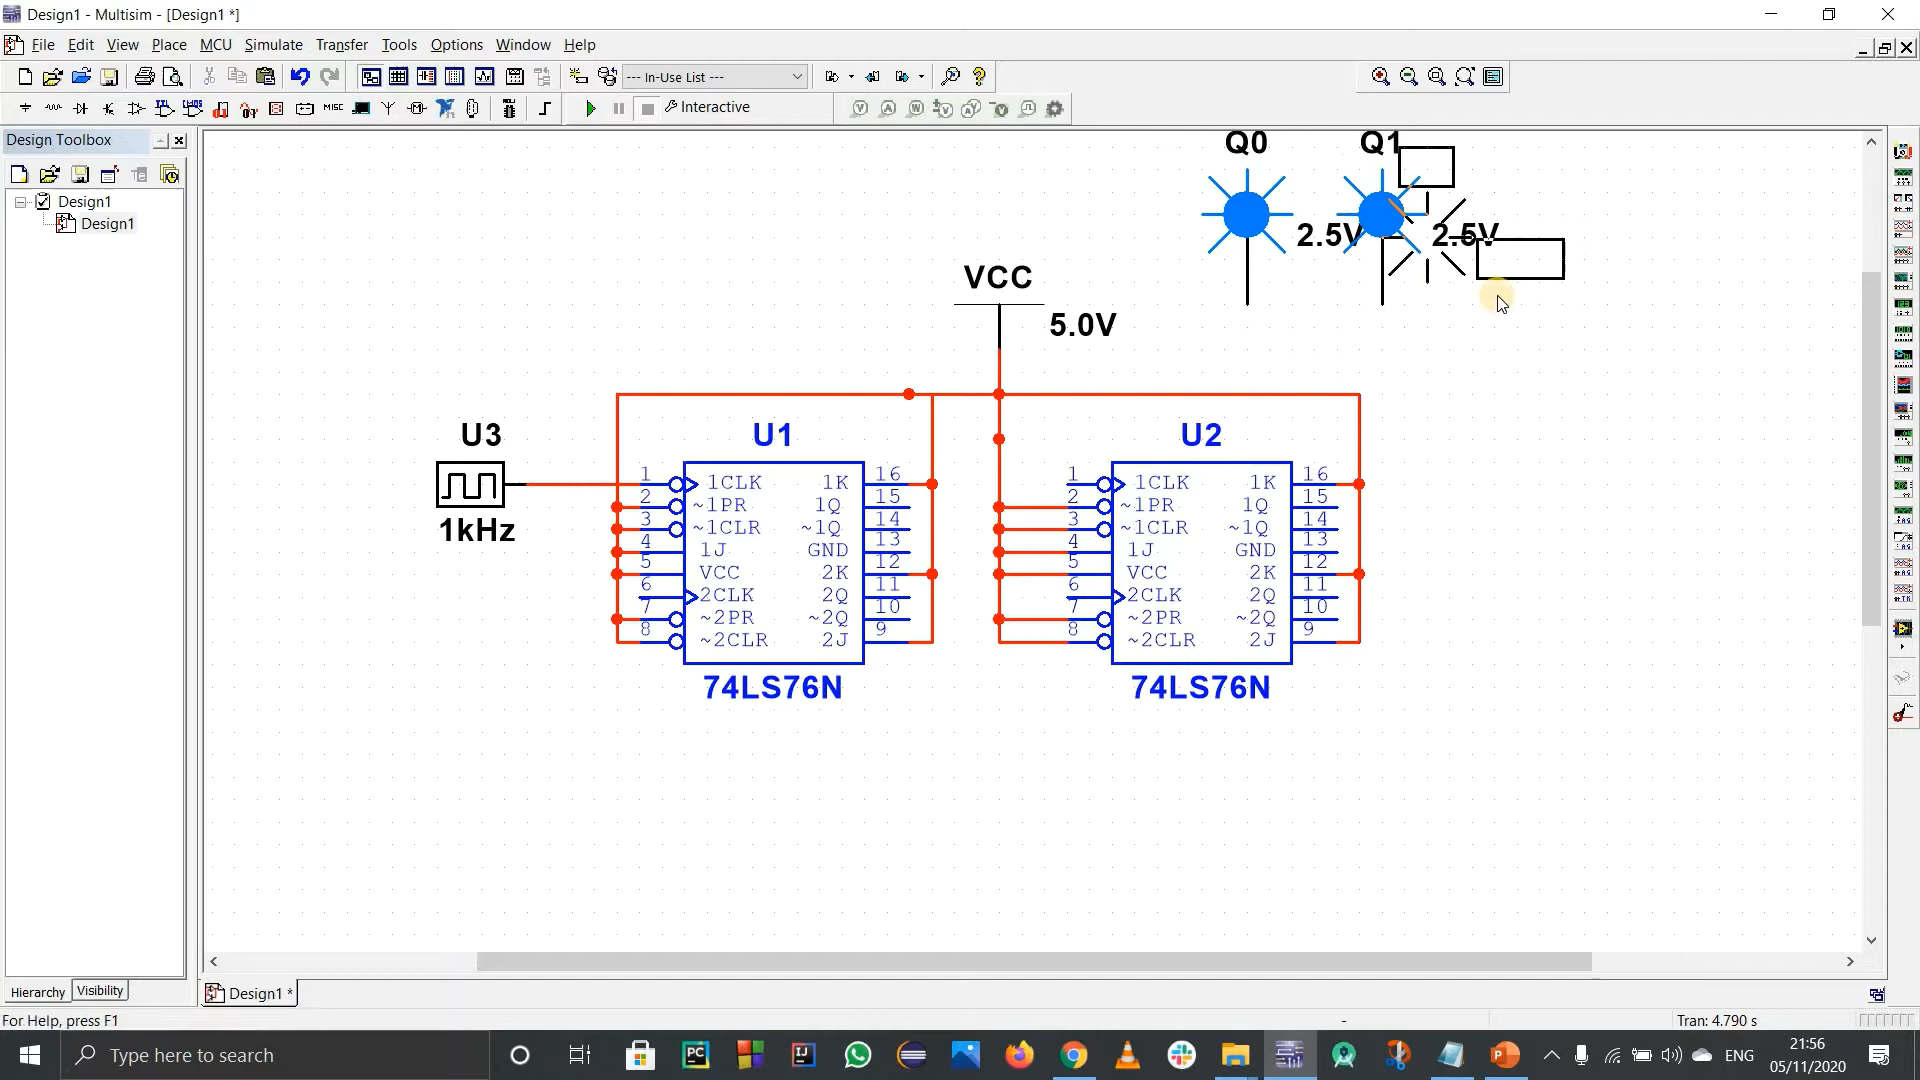 Design1 - Multisim - [Design1 *]
File Edit View Place MCU Simulate Transfer Tools Options Window Help
--- In-Use List ---
MISC
Interactive
Design Toolbox
Design1
Design1
Q0
Q1
2.5V
2.5V
VCC
5.0V
U3
1kHz
U1
1 1CLK 1K 16
2 ~1PR 1Q 15
3 ~1CLR ~1Q 14
4 1J GND 13
5 VCC 2K 12
6 2CLK 2Q 11
7 ~2PR ~2Q 10
8 ~2CLR 2J 9
74LS76N
U2
1 1CLK 1K 16
2 ~1PR 1Q 15
3 ~1CLR ~1Q 14
4 1J GND 13
5 VCC 2K 12
6 2CLK 2Q 11
7 ~2PR ~2Q 10
8 ~2CLR 2J 9
74LS76N
Hierarchy Visibility
Design1 *
For Help, press F1
-
Tran: 4.790 s
Type here to search
PC
IJ
P
ENG
21:56
05/11/2020